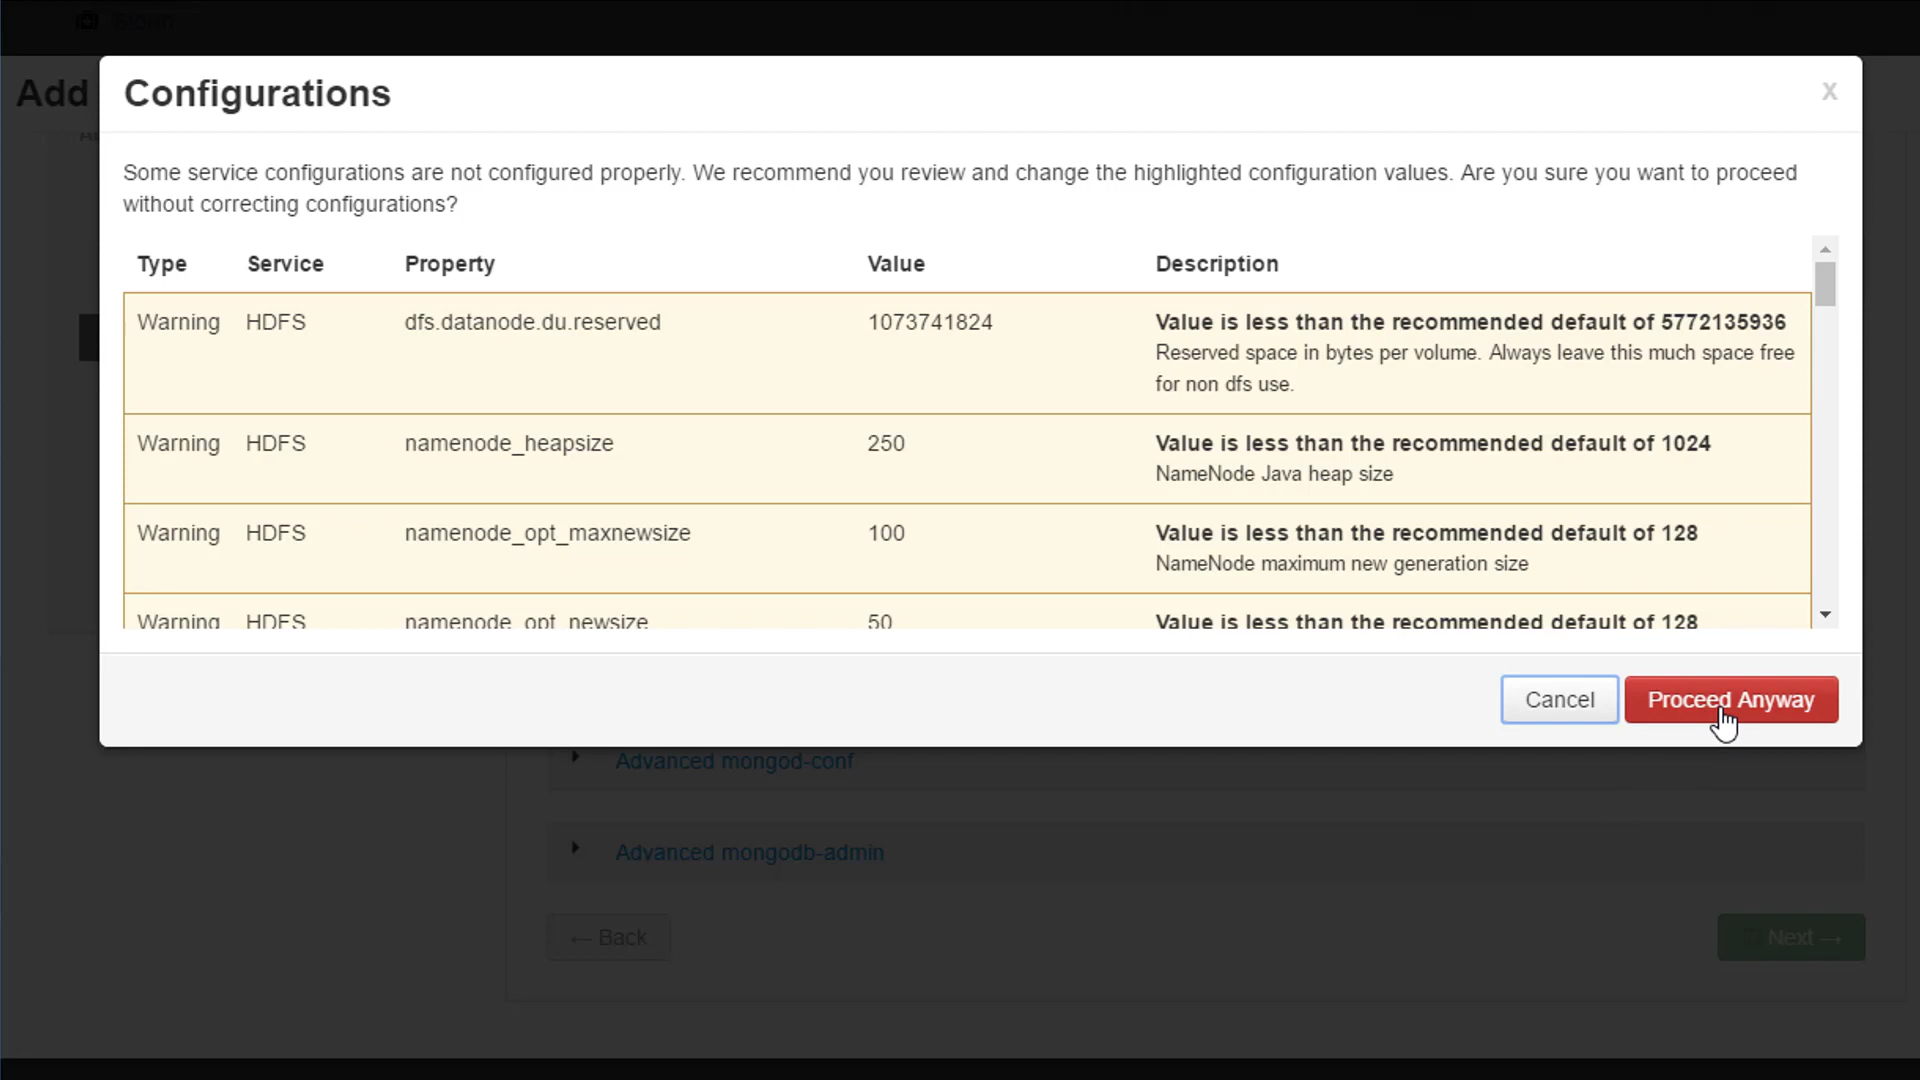 Add
Configurations
x
Some service configurations are not configured properly. We recommend you review and change the highlighted configuration values. Are you sure you want to proceed
without correcting configurations?
Type Service Property Value Description
Warning HDFS dfs.datanode.du.reserved 1073741824 Value is less than the recommended default of 5772135936
Reserved space in bytes per volume. Always leave this much space free
for non dfs use.
Warning HDFS namenode_heapsize 250 Value is less than the recommended default of 1024
NameNode Java heap size
Warning HDFS namenode_opt_maxnewsize 100 Value is less than the recommended default of 128
NameNode maximum new generation size
Warning HDFS namenode_opt_newsize 50 Value is less than the recommended default of 128
Cancel Proceed Anyway
Advanced mongod-conf
Advanced mongodb-admin
← Back Next →